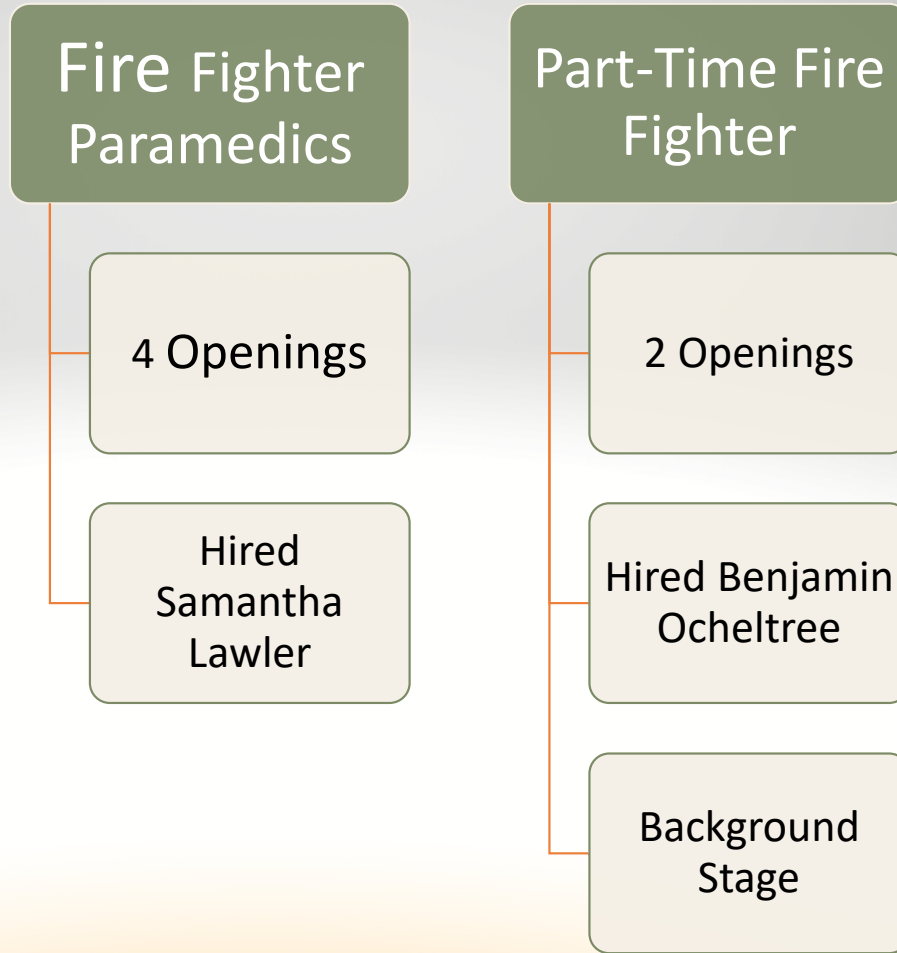 Fire Fighter
Paramedics
4 Openings
Hired
Samantha
Lawler
Part-Time Fire
Fighter
2 Openings
Hired Benjamin
Ocheltree
Background
Stage